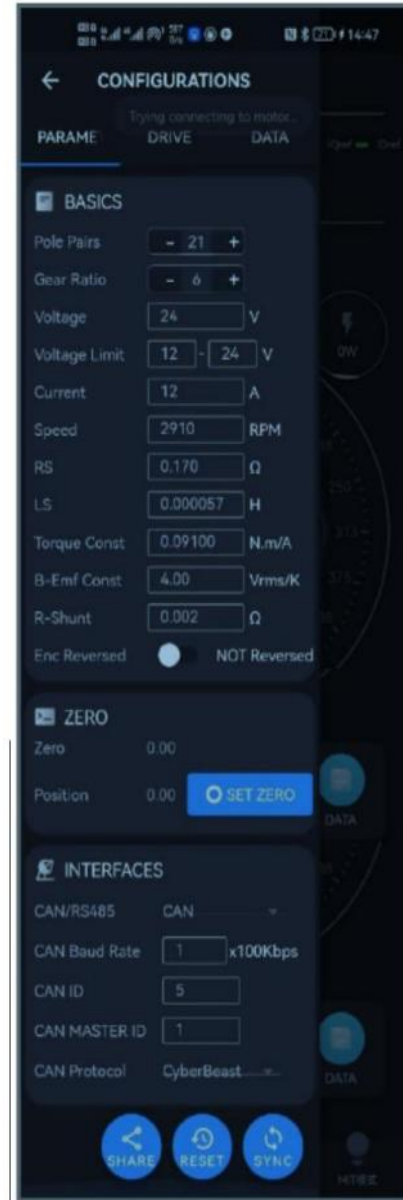 14:47
← CONFIGURATIONS
Trying connecting to motor...
PARAME DRIVE DATA
BASICS
Pole Pairs - 21 +
Gear Ratio - 6 +
Voltage 24 V
Voltage Limit 12 - 24 V
0W
Current 12 A
Speed 2910 RPM
RS 0.170 Ω
LS 0.000057 H
Torque Const 0.09100 N.m/A
B-Emf Const 4.00 Vrms/K
R-Shunt 0.002 Ω
Enc Reversed NOT Reversed
ZERO
Zero 0.00
Position 0.00 SET ZERO
DATA
INTERFACES
CAN/RS485 CAN
CAN Baud Rate 1 x100Kbps
CAN ID 5
CAN MASTER ID 1
CAN Protocol CyberBeast
DATA
SHARE RESET SYNC